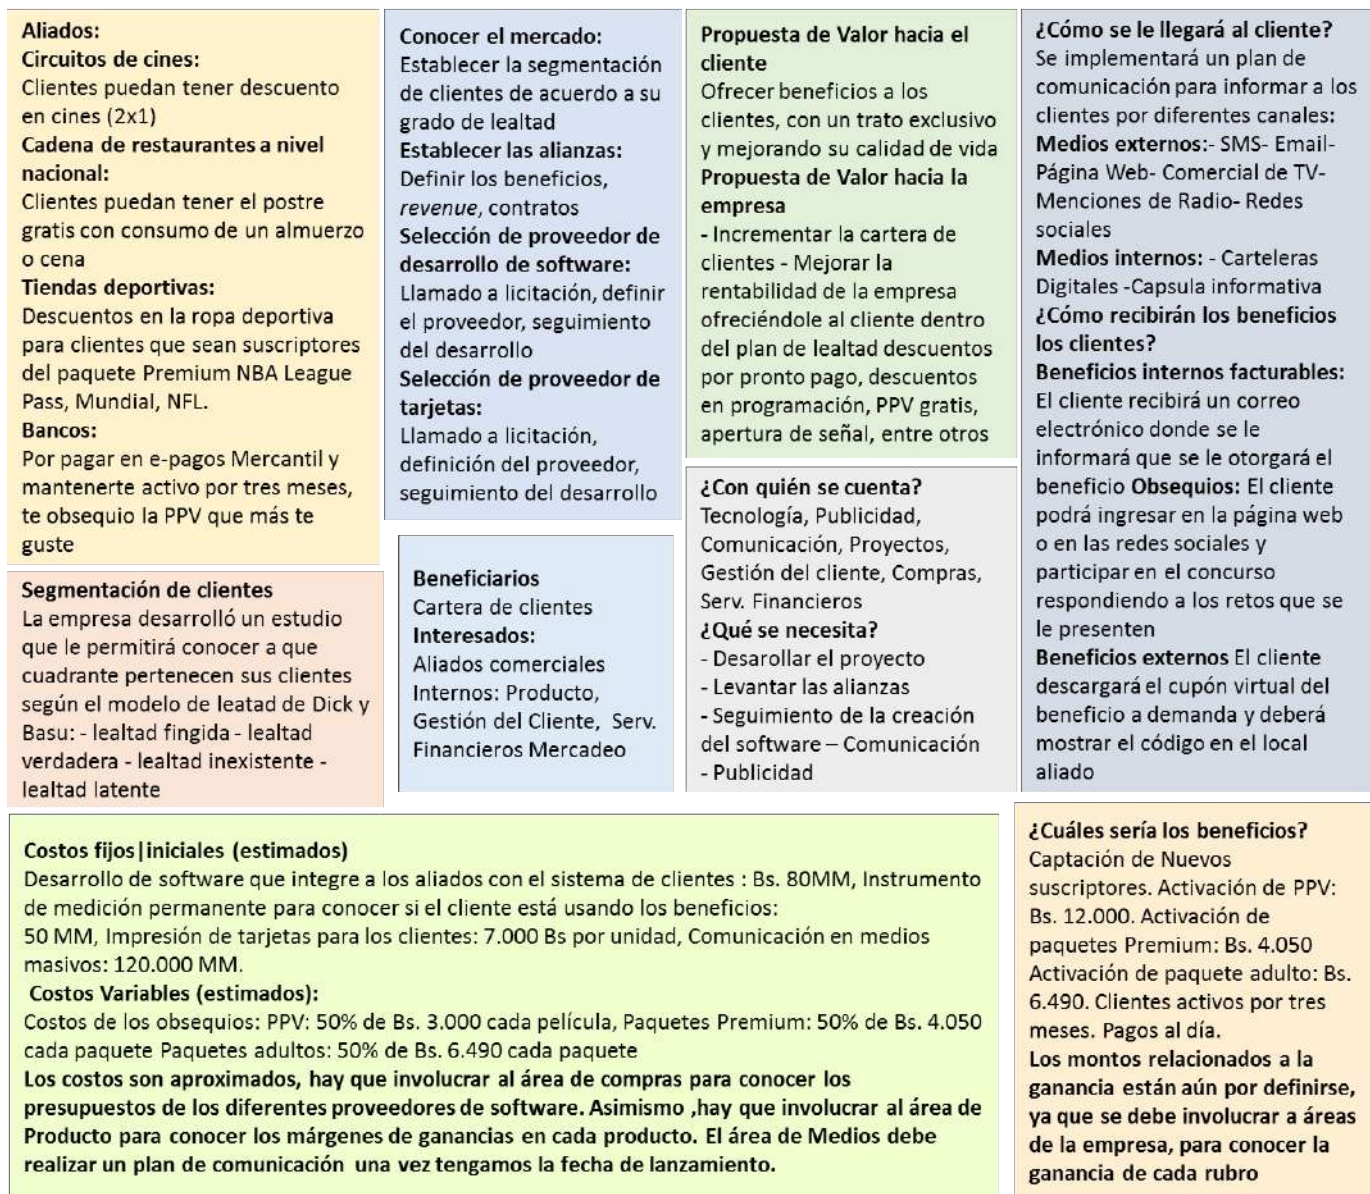 Aliados:
Circuitos de cines:
Clientes puedan tener descuento
en cines (2x1)
Cadena de restaurantes a nivel
nacional:
Clientes puedan tener el postre
gratis con consumo de un almuerzo
o cena
Tiendas deportivas:
Descuentos en la ropa deportiva
para clientes que sean suscriptores
del paquete Premium NBA League
Pass, Mundial, NFL.
Bancos:
Por pagar en e-pagos Mercantil y
mantenerte activo por tres meses,
te obsequio la PPV que más te
guste
Segmentación de clientes
La empresa desarrolló un estudio
que le permitirá conocer a que
cuadrante pertenecen sus clientes
según el modelo de leatad de Dick y
Basu: - lealtad fingida - lealtad
verdadera - lealtad inexistente -
lealtad latente
Conocer el mercado:
Establecer la segmentación
de clientes de acuerdo a su
grado de lealtad
Establecer las alianzas:
Definir los beneficios,
revenue, contratos
Selección de proveedor de
desarrollo de software:
Llamado a licitación, definir
el proveedor, seguimiento
del desarrollo
Selección de proveedor de
tarjetas:
Llamado a licitación,
definición del proveedor,
seguimiento del desarrollo
Beneficiarios
Cartera de clientes
Interesados:
Aliados comerciales
Internos: Producto,
Gestión del Cliente, Serv.
Financieros Mercadeo
Propuesta de Valor hacia el
cliente
Ofrecer beneficios a los
clientes, con un trato exclusivo
y mejorando su calidad de vida
Propuesta de Valor hacia la
empresa
- Incrementar la cartera de
clientes - Mejorar la
rentabilidad de la empresa
ofreciéndole al cliente dentro
del plan de lealtad descuentos
por pronto pago, descuentos
en programación, PPV gratis,
apertura de señal, entre otros
¿Con quién se cuenta?
Tecnología, Publicidad,
Comunicación, Proyectos,
Gestión del cliente, Compras,
Serv. Financieros
¿Qué se necesita?
- Desarollar el proyecto
- Levantar las alianzas
- Seguimiento de la creación
del software – Comunicación
- Publicidad
¿Cómo se le llegará al cliente?
Se implementará un plan de
comunicación para informar a los
clientes por diferentes canales:
Medios externos:- SMS- Email-
Página Web- Comercial de TV-
Menciones de Radio- Redes
sociales
Medios internos: - Carteleras
Digitales -Capsula informativa
¿Cómo recibirán los beneficios
los clientes?
Beneficios internos facturables:
El cliente recibirá un correo
electrónico donde se le
informará que se le otorgará el
beneficio Obsequios: El cliente
podrá ingresar en la página web
o en las redes sociales y
participar en el concurso
respondiendo a los retos que se
le presenten
Beneficios externos El cliente
descargará el cupón virtual del
beneficio a demanda y deberá
mostrar el código en el local
aliado
Costos fijos|iniciales (estimados)
Desarrollo de software que integre a los aliados con el sistema de clientes : Bs. 80MM, Instrumento
de medición permanente para conocer si el cliente está usando los beneficios:
50 MM, Impresión de tarjetas para los clientes: 7.000 Bs por unidad, Comunicación en medios
masivos: 120.000 MM.
Costos Variables (estimados):
Costos de los obsequios: PPV: 50% de Bs. 3.000 cada película, Paquetes Premium: 50% de Bs. 4.050
cada paquete Paquetes adultos: 50% de Bs. 6.490 cada paquete
Los costos son aproximados, hay que involucrar al área de compras para conocer los
presupuestos de los diferentes proveedores de software. Asimismo ,hay que involucrar al área de
Producto para conocer los márgenes de ganancias en cada producto. El área de Medios debe
realizar un plan de comunicación una vez tengamos la fecha de lanzamiento.
¿Cuáles sería los beneficios?
Captación de Nuevos
suscriptores. Activación de PPV:
Bs. 12.000. Activación de
paquetes Premium: Bs. 4.050
Activación de paquete adulto: Bs.
6.490. Clientes activos por tres
meses. Pagos al día.
Los montos relacionados a la
ganancia están aún por definirse,
ya que se debe involucrar a áreas
de la empresa, para conocer la
ganancia de cada rubro